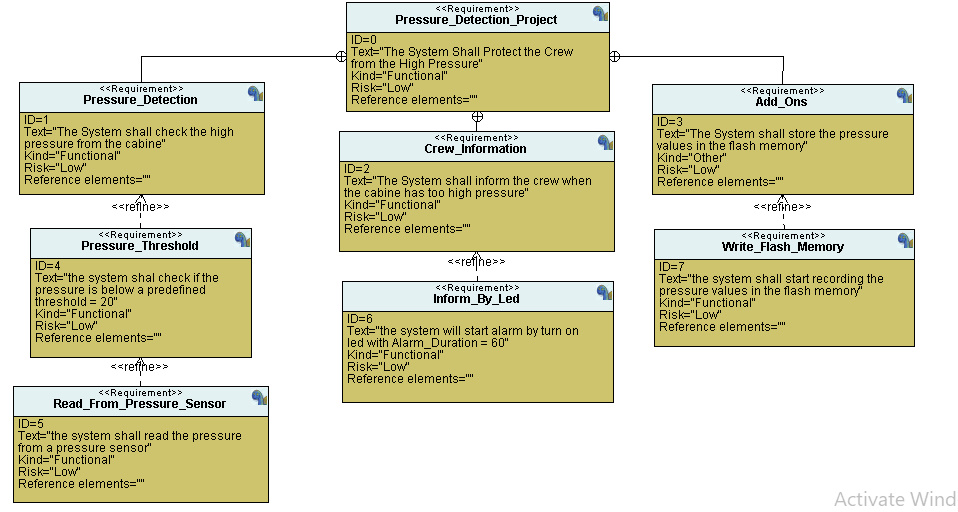 <<Requirement>>
Pressure_Detection_Project
ID=0
Text="The System Shall Protect the Crew
from the High Pressure"
Kind="Functional"
Risk="Low"
Reference elements=""
<<Requirement>>
Pressure_Detection
ID=1
Text="The System shall check the high
pressure from the cabine"
Kind="Functional"
Risk="Low"
Reference elements=""
<<Requirement>>
Crew_Information
ID=2
Text="The System shall inform the crew when
the cabine has too high pressure"
Kind="Functional"
Risk="Low"
Reference elements=""
<<Requirement>>
Add_Ons
ID=3
Text="The System shall store the pressure
values in the flash memory"
Kind="Other"
Risk="Low"
Reference elements=""
<<refine>>
<<refine>>
<<refine>>
<<Requirement>>
Pressure_Threshold
ID=4
Text="the system shal check if the
pressure is below a predefined
threshold = 20"
Kind="Functional"
Risk="Low"
Reference elements=""
<<Requirement>>
Inform_By_Led
ID=6
Text="the system will start alarm by turn on
led with Alarm_Duration = 60"
Kind="Functional"
Risk="Low"
Reference elements=""
<<Requirement>>
Write_Flash_Memory
ID=7
Text="the system shall start recording the
pressure values in the flash memory"
Kind="Functional"
Risk="Low"
Reference elements=""
<<refine>>
<<Requirement>>
Read_From_Pressure_Sensor
ID=5
Text="the system shall read the pressure
from a pressure sensor"
Kind="Functional"
Risk="Low"
Reference elements=""
Activate Wind